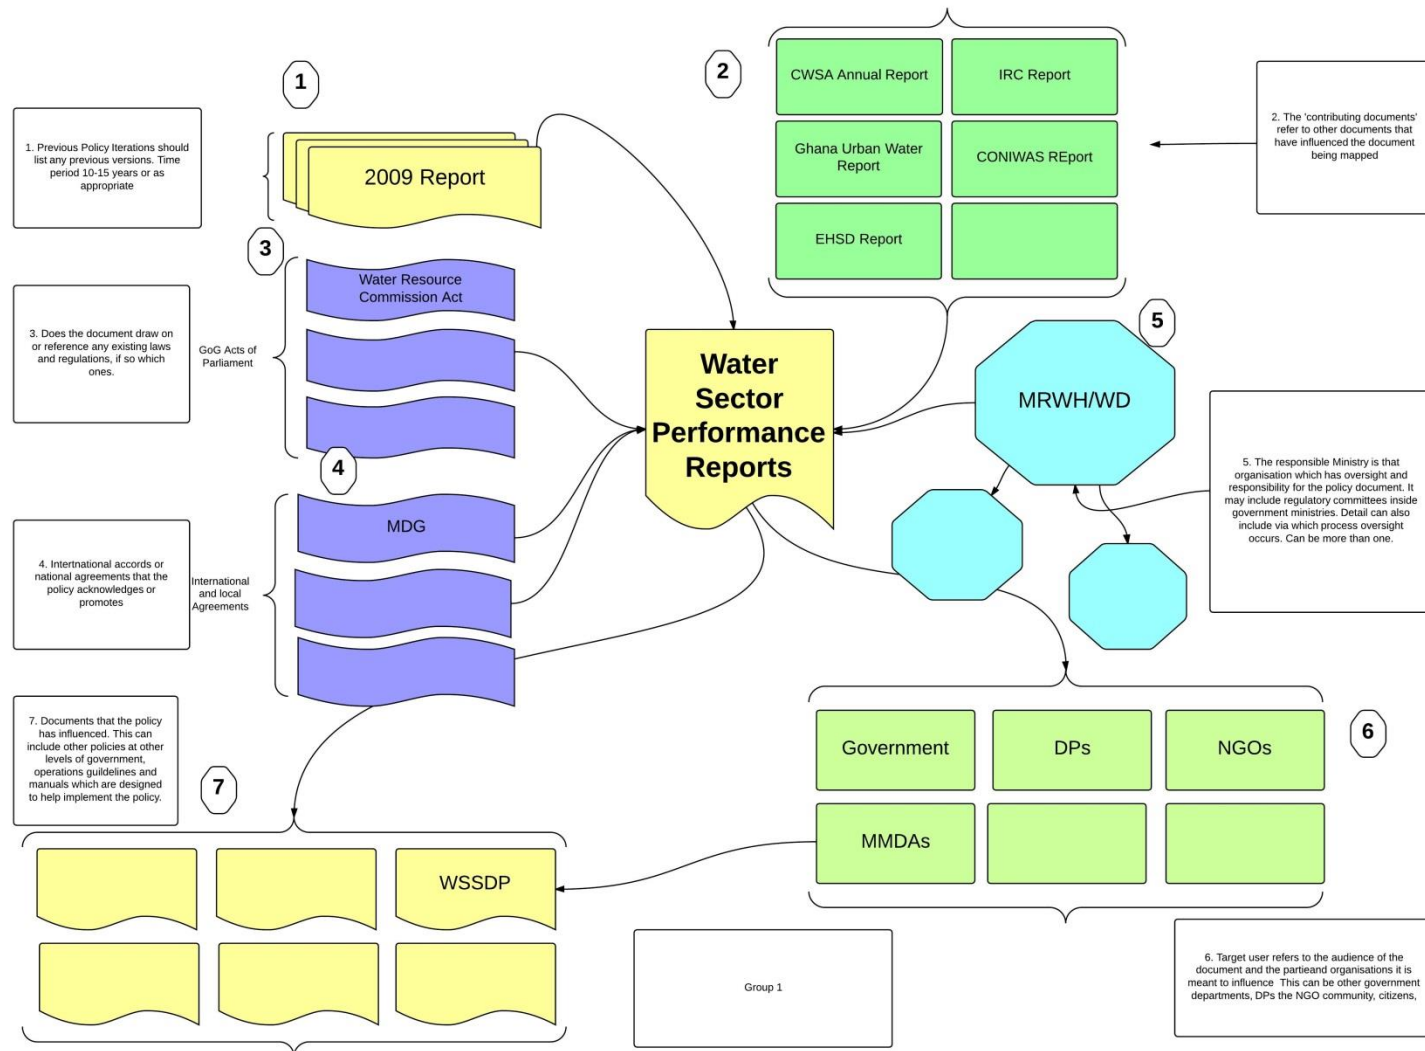 1
2
CWSA Annual Report
IRC Report
Ghana Urban Water
Report
CONIWAS REport
EHSD Report
2. The 'contributing documents'
refer to other documents that
have influenced the document
being mapped
1. Previous Policy Iterations should
list any previous versions. Time
period 10-15 years or as
appropriate
2009 Report
3
Water Resource
Commission Act
3. Does the document draw on
or reference any existing laws
and regulations, if so which
ones.
GoG Acts of
Parliament
Water
Sector
Performance
Reports
5
MRWH/WD
5. The responsible Ministry is that
organisation which has oversight and
responsibility for the policy document. It
may include regulatory committees inside
government ministries. Detail can also
include via which process oversight
occurs. Can be more than one.
4
MDG
4. Intertnational accords or
national agreements that the
policy acknowledges or
promotes
International
and local
Agreements
7. Documents that the policy
has influenced. This can
include other policies at other
levels of government,
operations guildelines and
manuals which are designed
to help implement the policy.
7
WSSDP
Government
DPs
NGOs
6
MMDAs
Group 1
6. Target user refers to the audience of the
document and the partieand organisations it is
meant to influence  This can be other government
departments, DPs the NGO community, citizens,